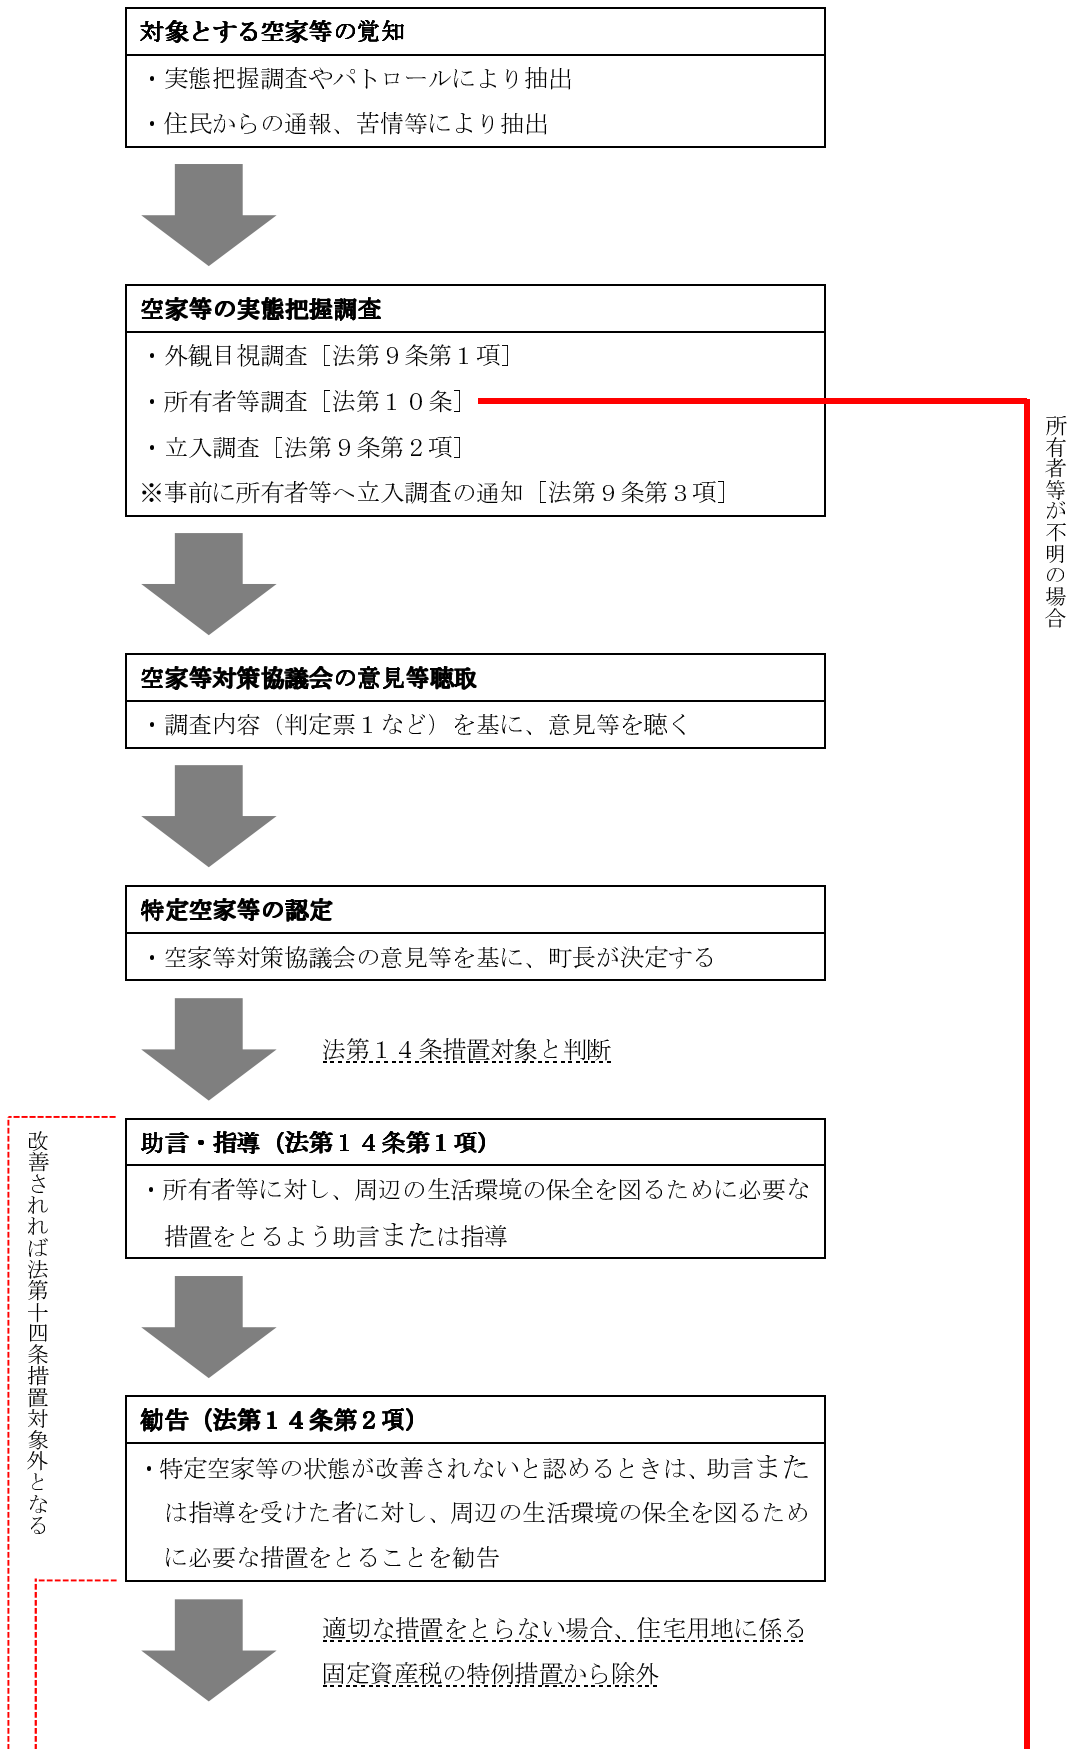 対象とする空家等の覚知
・実態把握調査やパトロールにより抽出
・住民からの通報、苦情等により抽出
空家等の実態把握調査
・外観目視調査［法第９条第１項］
・所有者等調査［法第１０条］
・立入調査［法第９条第２項］
※事前に所有者等へ立入調査の通知［法第９条第３項］
所有者等が不明の場合
空家等対策協議会の意見等聴取
・調査内容（判定票１など）を基に、意見等を聴く
特定空家等の認定
・空家等対策協議会の意見等を基に、町長が決定する
法第１４条措置対象と判断
助言・指導（法第１４条第１項）
・所有者等に対し、周辺の生活環境の保全を図るために必要な
措置をとるよう助言または指導
改善されれば法第十四条措置対象外となる
勧告（法第１４条第２項）
・特定空家等の状態が改善されないと認めるときは、助言また
は指導を受けた者に対し、周辺の生活環境の保全を図るため
に必要な措置をとることを勧告
適切な措置をとらない場合、住宅用地に係る
固定資産税の特例措置から除外